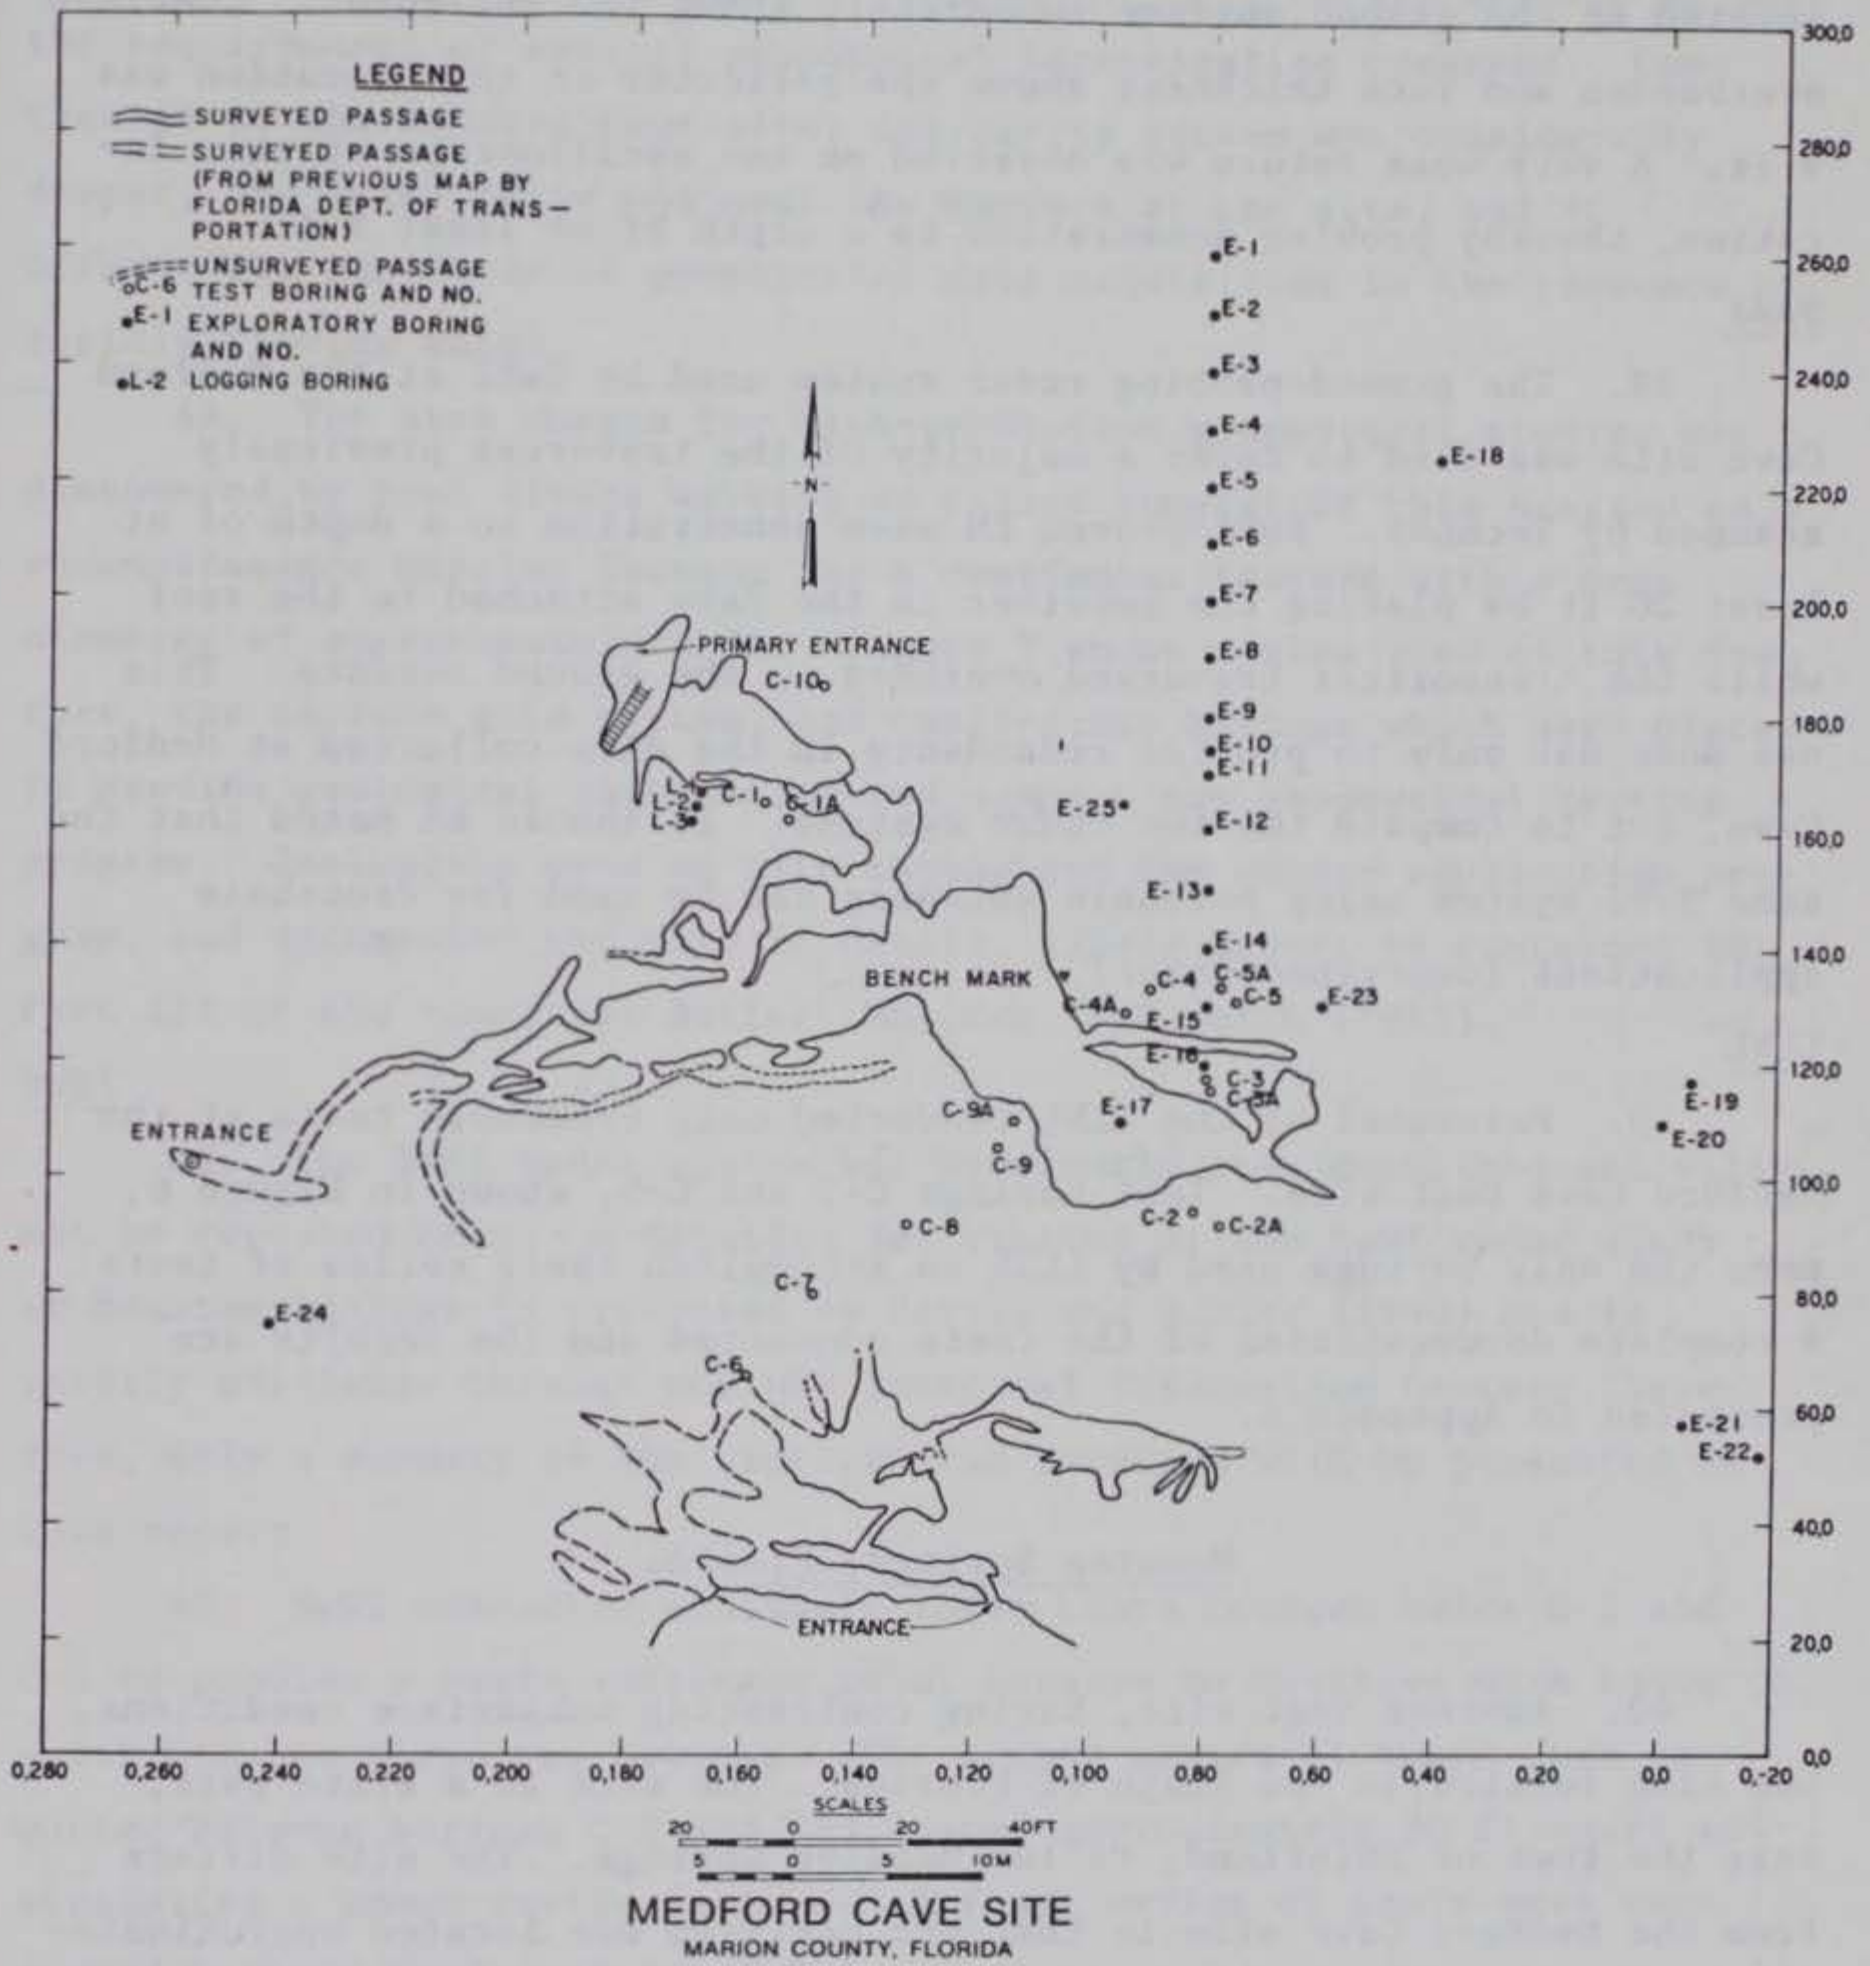 LEGEND
SURVEYED PASSAGE
SURVEYED PASSAGE
(FROM PREVIOUS MAP BY
FLORIDA DEPT. OF TRANS-
PORTATION)
UNSURVEYED PASSAGE
C-6 TEST BORING AND NO.
E-1 EXPLORATORY BORING
AND NO.
L-2 LOGGING BORING
N
300,0
280,0
260,0
240,0
220,0
200,0
180,0
160,0
140,0
120,0
100,0
80,0
60,0
40,0
20,0
0,0
E-1
E-2
E-3
E-4
E-18
E-5
E-6
E-7
E-8
E-9
E-10
E-11
E-25
E-12
E-13
E-14
E-15
E-16
E-23
E-17
E-19
E-20
E-21
E-22
E-24
PRIMARY ENTRANCE
C-10
L-1
L-2
L-3
C-1
C-1A
BENCH MARK
C-4
C-4A
C-5A
C-5
C-3
C-3A
C-9A
C-9
C-8
C-2
C-2A
C-7
C-6
ENTRANCE
ENTRANCE
0,280 0,260 0,240 0,220 0,200 0,180 0,160 0,140 0,120 0,100 0,80 0,60 0,40 0,20 0,0 0,-20
SCALES
20 0 20 40FT
5 0 5 10M
MEDFORD CAVE SITE
MARION COUNTY, FLORIDA